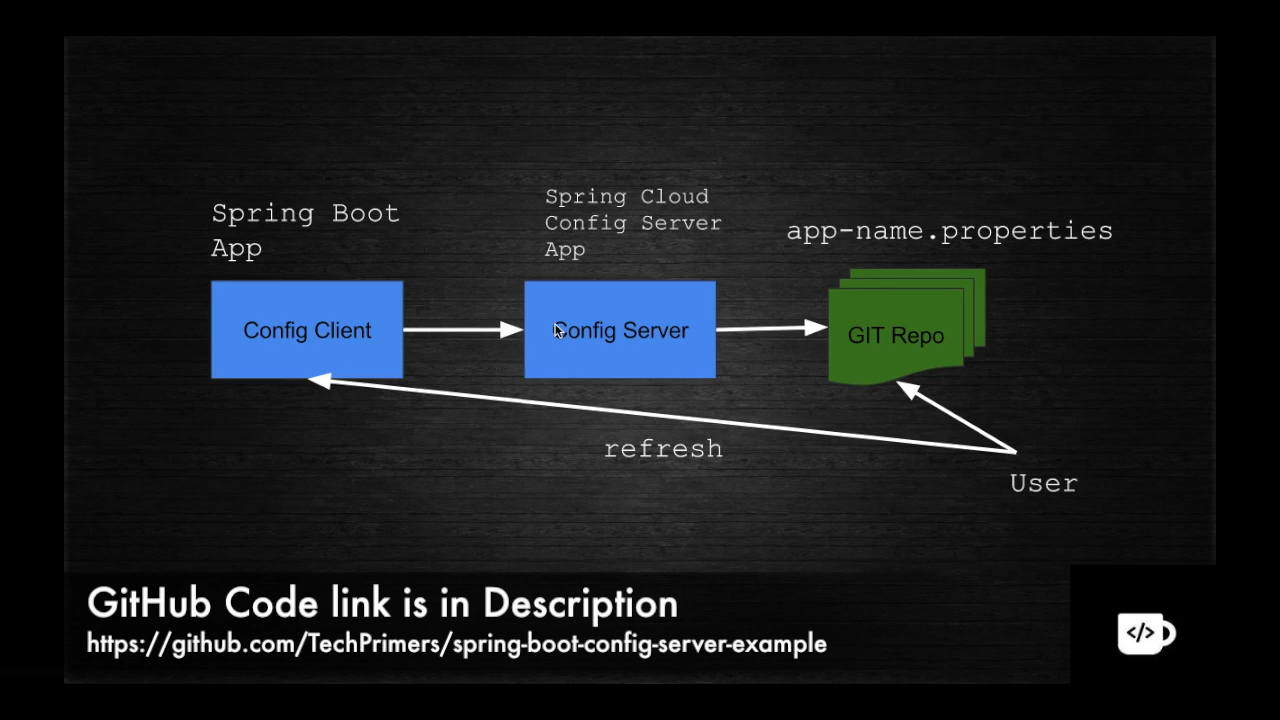 Spring Boot
App
Spring Cloud
Config Server
App
app-name.properties
Config Client
Config Server
GIT Repo
refresh
User
GitHub Code link is in Description
https://github.com/TechPrimers/spring-boot-config-server-example
</>